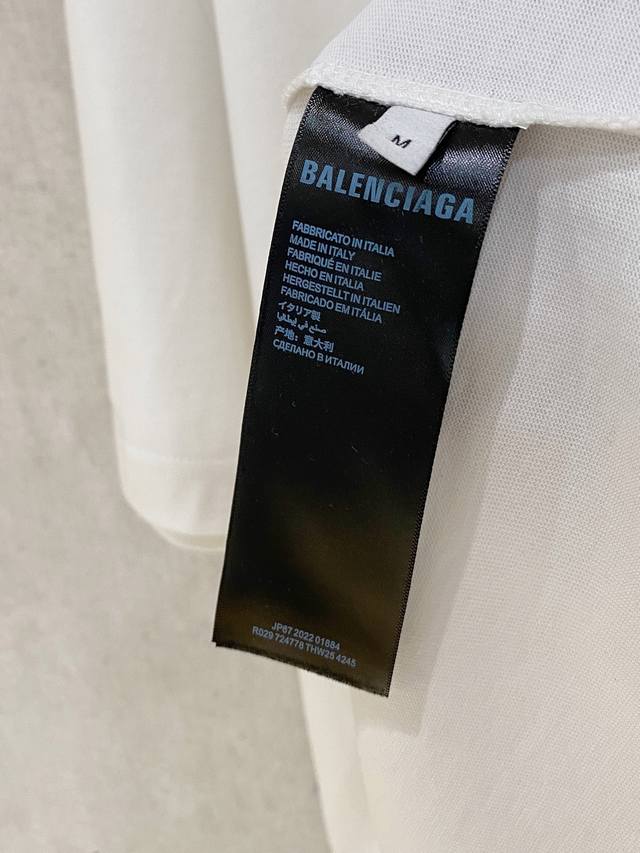 M
BALENCIAGA
FABBRICATO IN ITALIA
MADE IN ITALY
FABRIQUÉ EN ITALIE
HECHO EN ITALIA
HERGESTELLT IN ITALIEN
FABRICADO EM ITÁLIA
イタリア製
صنع في إيطاليا
产地：意大利
СДЕЛАНО В ИТАЛИИ
JP67 2022 01884
R029 724778 THW25 4245